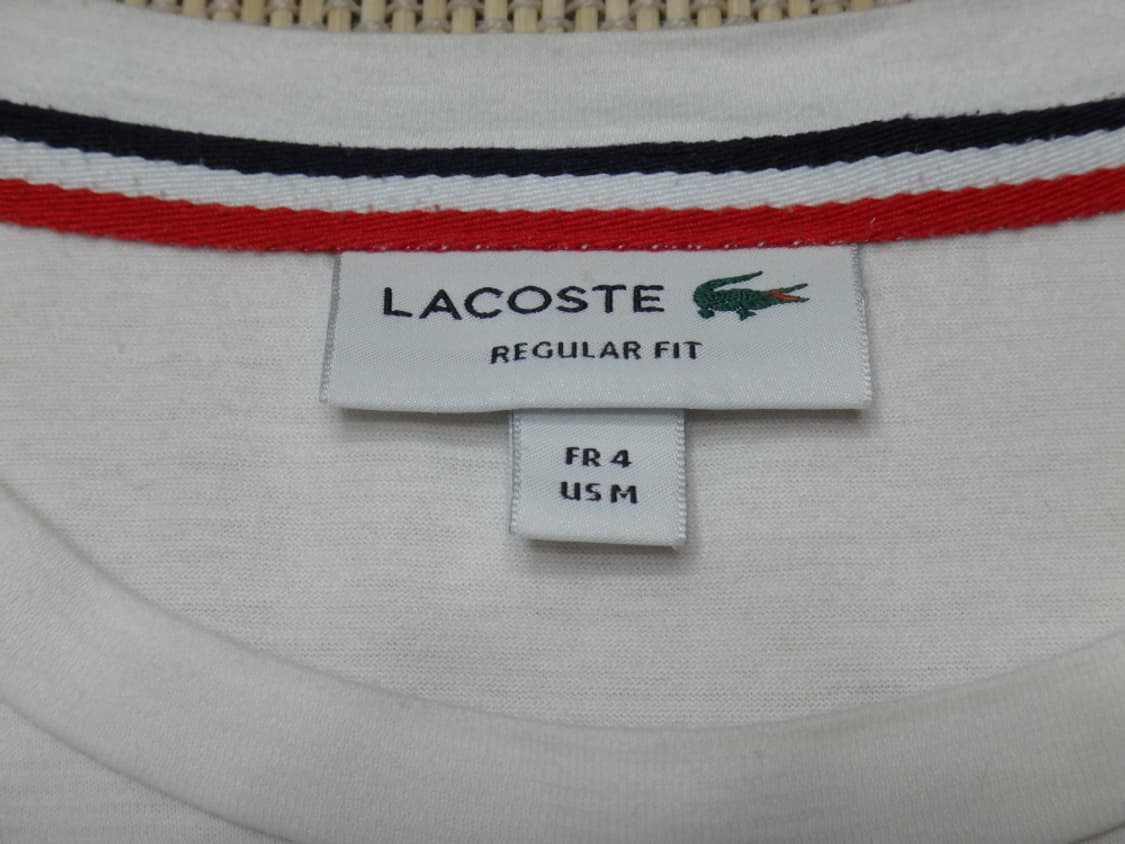 LACOSTE
REGULAR FIT
FR 4
US M